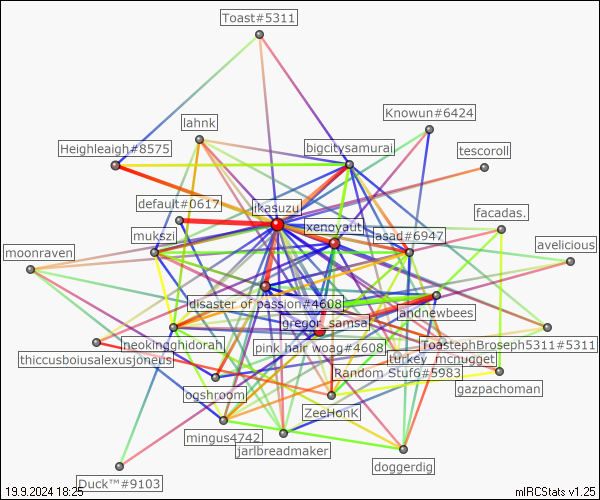 Toast#5311
Knowun#6424
lahnk
Heighleaigh#8575
bigcitysamurai
tescoroll
default#0617
ikasuzu
xenoyaut
facadas.
mukszi
asad#6947
moonraven
avelicious
disaster of passion#4608
andnewbees
gregor_samsa
neokingghidorah
pink hair woag#4608
ToastephBroseph5311#5311
thiccusboiusalexusjoneus
turkey_mcnugget
Random Stuf6#5983
ogshroom
gazpachoman
ZeeHonK
mingus4742
jarlbreadmaker
doggerdig
Duck™#9103
19.9.2024 18:25
mIRCStats v1.25